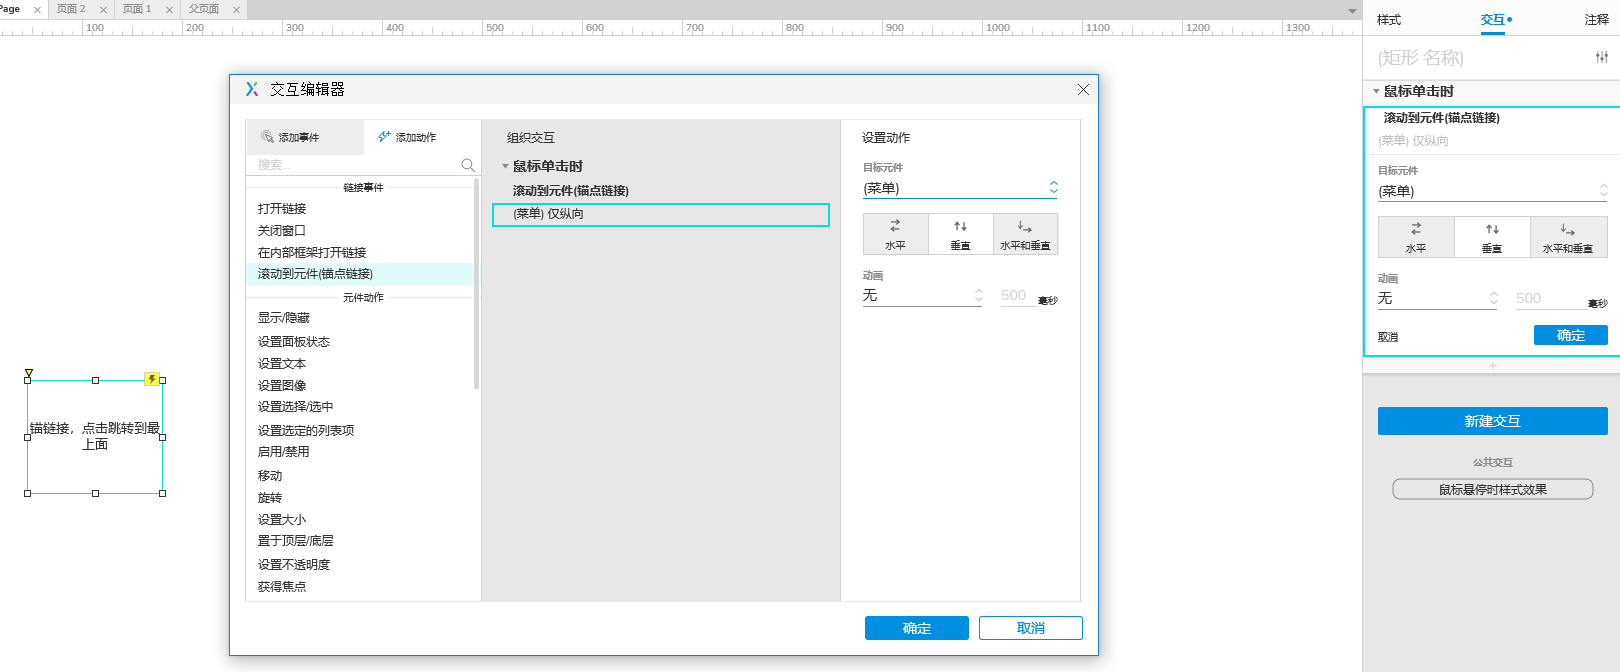 Page
页面 2
页面 1
父页面
100
200
300
400
500
600
700
800
900
1000
1100
1200
1300
锚链接，点击跳转到最
上面
交互编辑器
添加事件
添加动作
搜索...
链接事件
打开链接
关闭窗口
在内部框架打开链接
滚动到元件(锚点链接)
元件动作
显示/隐藏
设置面板状态
设置文本
设置图像
设置选择/选中
设置选定的列表项
启用/禁用
移动
旋转
设置大小
置于顶层/底层
设置不透明度
获得焦点
组织交互
鼠标单击时
滚动到元件(锚点链接)
(菜单) 仅纵向
设置动作
目标元件
(菜单)
水平
垂直
水平和垂直
动画
无
500
毫秒
确定
取消
样式
交互
注释
(矩形 名称)
鼠标单击时
滚动到元件(锚点链接)
(菜单) 仅纵向
目标元件
(菜单)
水平
垂直
水平和垂直
动画
无
500
毫秒
取消
确定
新建交互
公共交互
鼠标悬停时样式效果